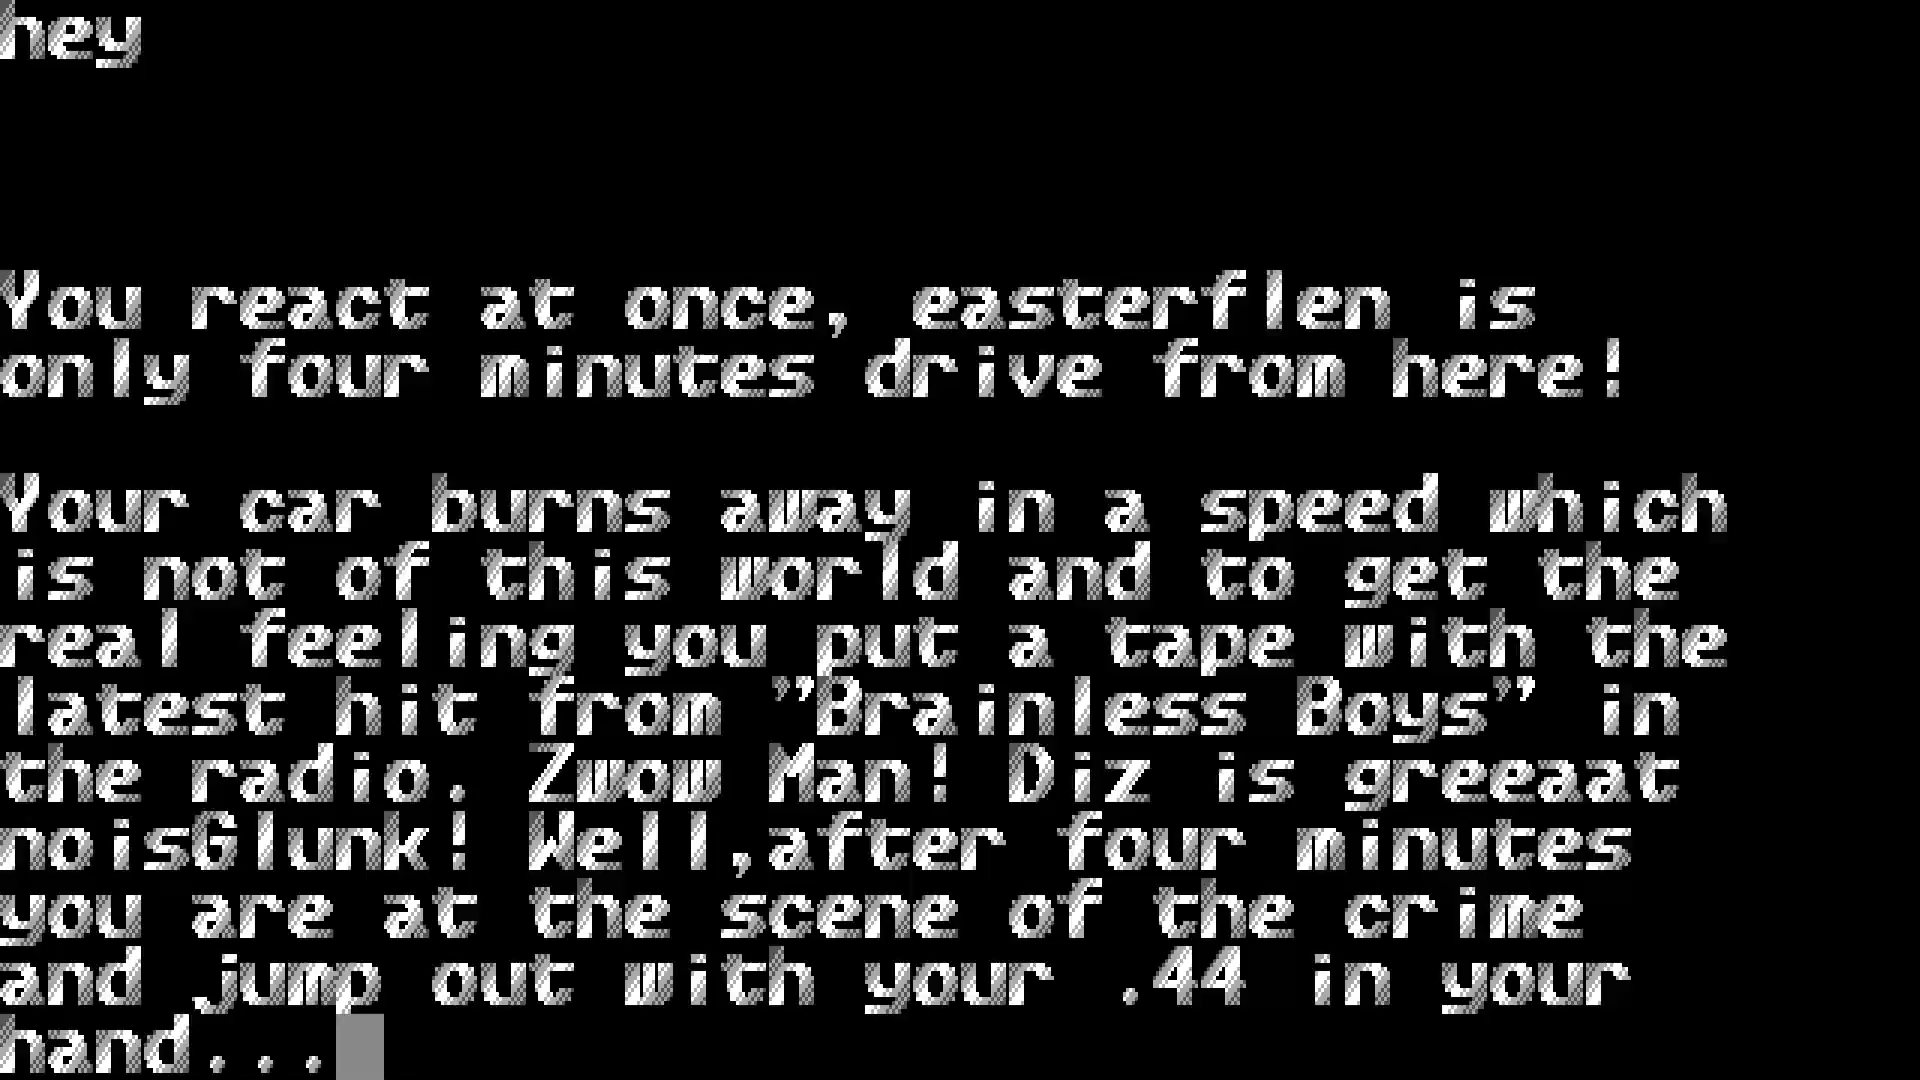 hey
You react at once, easterflen is
only four minutes drive from here!
Your car burns away in a speed which
is not of this world and to get the
real feeling you put a tape with the
latest hit from "Brainless Boys" in
the radio. Zwow Man! Diz is greeaat
noisGlunk! Well,after four minutes
you are at the scene of the crime
and jump out with your .44 in your
hand...